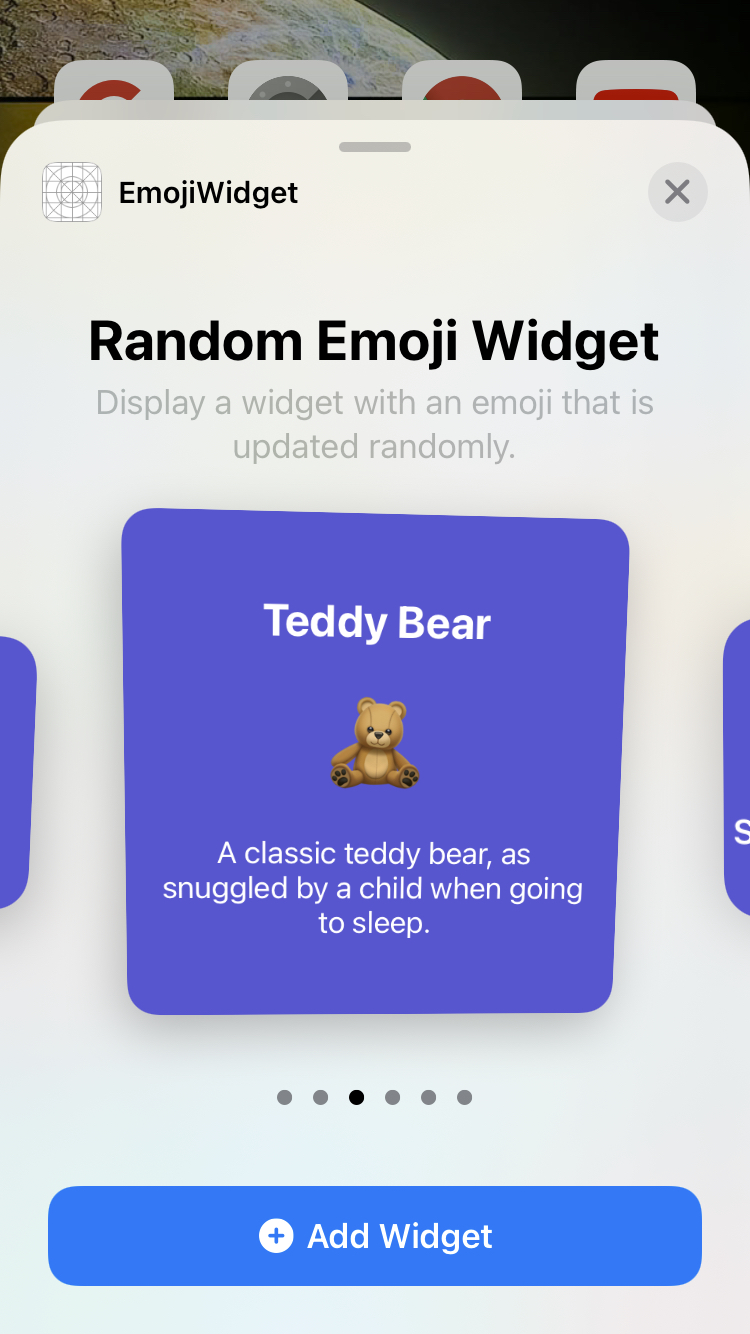 EmojiWidget
Random Emoji Widget
Display a widget with an emoji that is
updated randomly.
Teddy Bear
A classic teddy bear, as
snuggled by a child when going
to sleep.
Add Widget